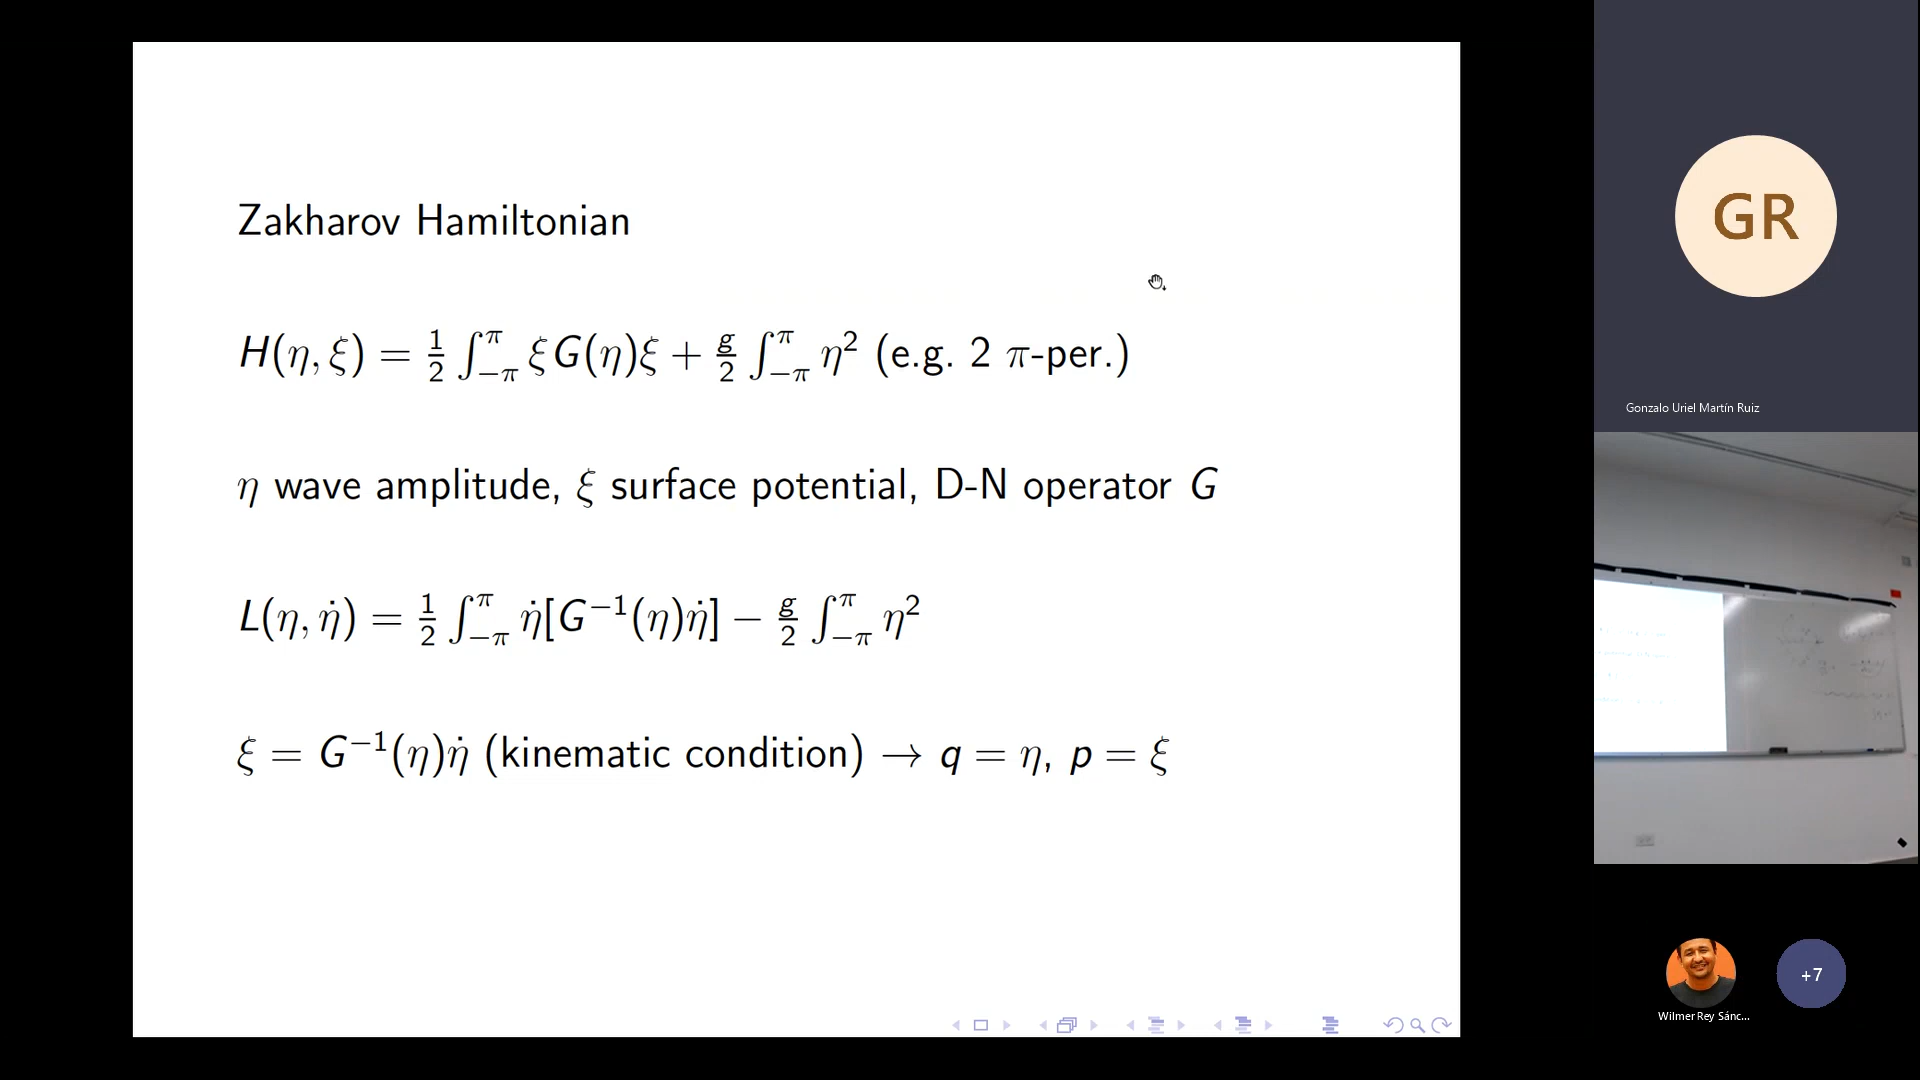 Zakharov Hamiltonian
H(η, ξ) = 1/2 ∫_{−π}^{π} ξG(η)ξ + g/2 ∫_{−π}^{π} η² (e.g. 2 π-per.)
η wave amplitude, ξ surface potential, D-N operator G
L(η, η̇) = 1/2 ∫_{−π}^{π} η̇[G⁻¹(η)η̇] − g/2 ∫_{−π}^{π} η²
ξ = G⁻¹(η)η̇ (kinematic condition) → q = η, p = ξ
GR
Gonzalo Uriel Martín Ruiz
Wilmer Rey Sánc...
+7